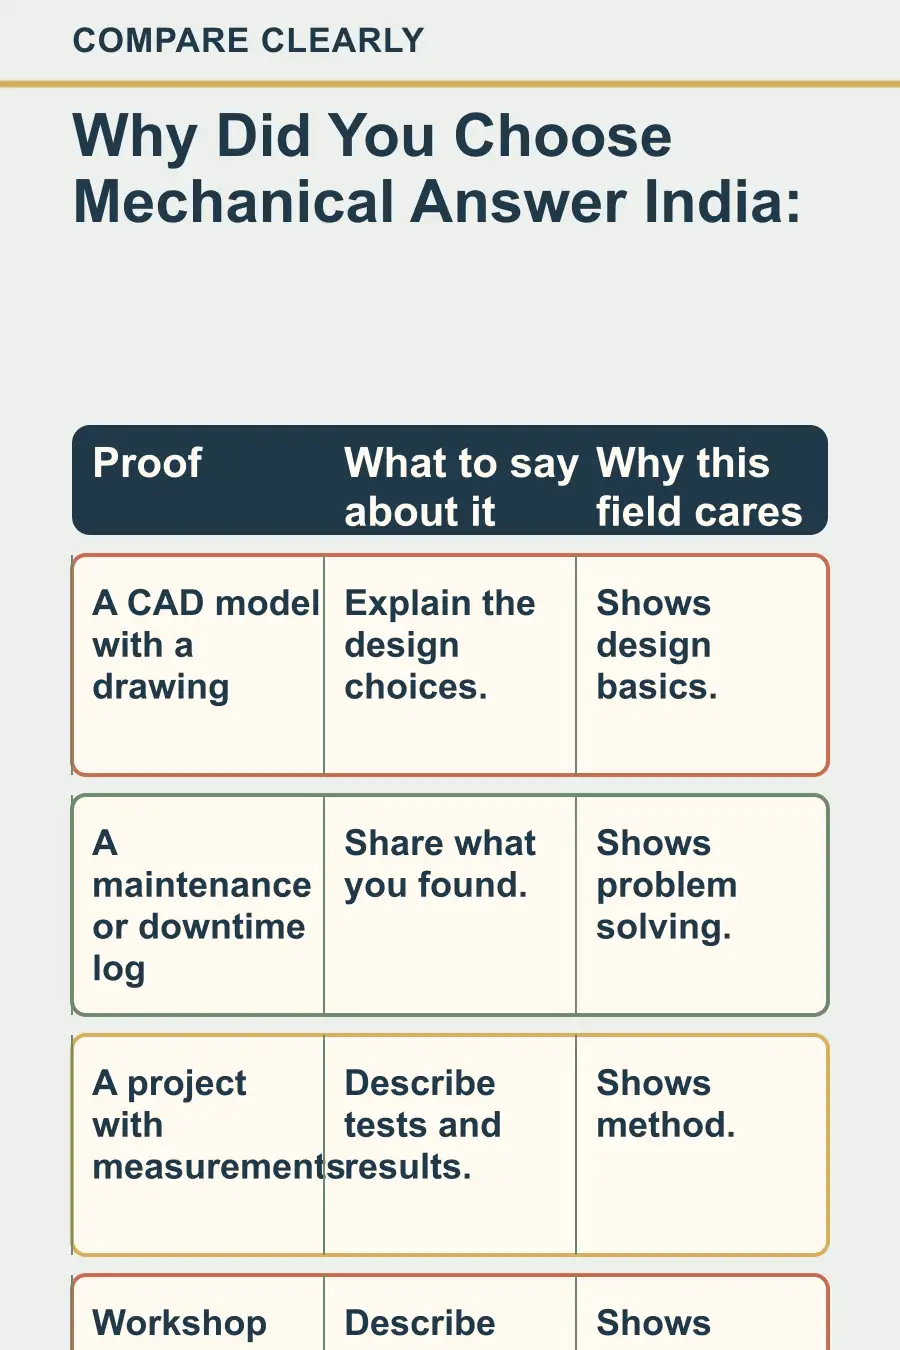 COMPARE CLEARLY
Why Did You Choose
Mechanical Answer India:
Proof
What to say
about it
Why this
field cares
A CAD model
with a
drawing
Explain the
design
choices.
Shows
design
basics.
A
maintenance
or downtime
log
Share what
you found.
Shows
problem
solving.
A project
with
measurements
Describe
tests and
results.
Shows
method.
Workshop
Describe
Shows